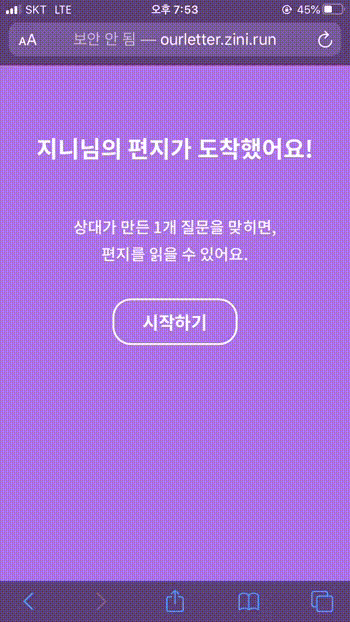 SKT LTE 오후 7:53 45%
AA 보안 안 됨 — ourletter.zini.run
지니님의 편지가 도착했어요!
상대가 만든 1개 질문을 맞히면,
편지를 읽을 수 있어요.
시작하기